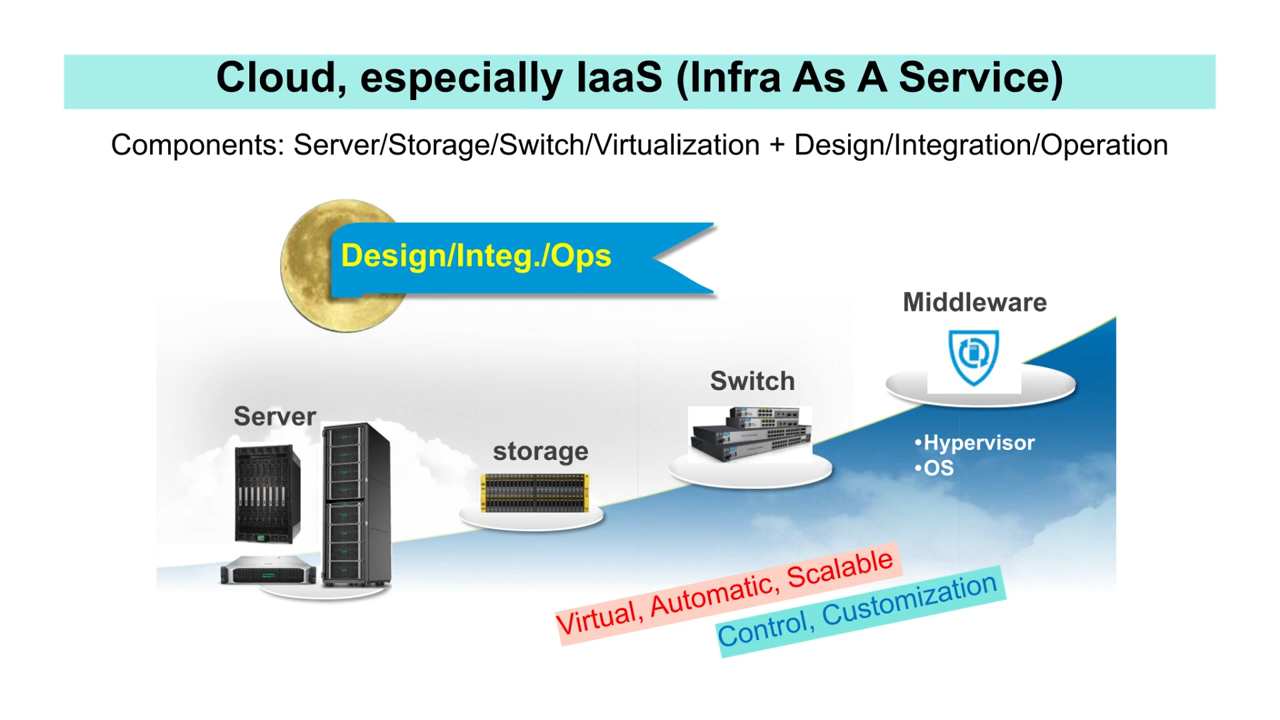 Cloud, especially IaaS (Infra As A Service)
Components: Server/Storage/Switch/Virtualization + Design/Integration/Operation
Design/Integ./Ops
Middleware
Switch
Server
storage
•Hypervisor
•OS
Virtual, Automatic, Scalable
Control, Customization